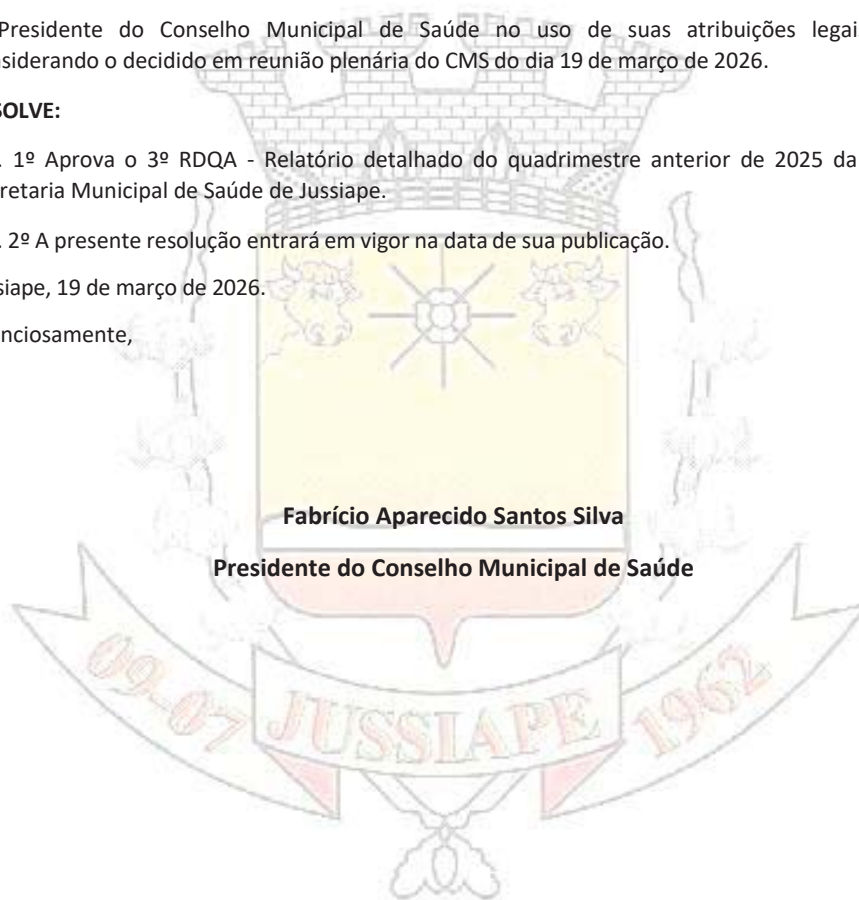 Presidente do Conselho Municipal de Saúde no uso de suas atribuições legai
nsiderando o decidido em reunião plenária do CMS do dia 19 de março de 2026.
SOLVE:
. 1º Aprova o 3º RDQA - Relatório detalhado do quadrimestre anterior de 2025 da
cretaria Municipal de Saúde de Jussiape.
. 2º A presente resolução entrará em vigor na data de sua publicação.
siape, 19 de março de 2026.
nciosamente,
Fabrício Aparecido Santos Silva
Presidente do Conselho Municipal de Saúde
09-07 JUSSIAPE 1962